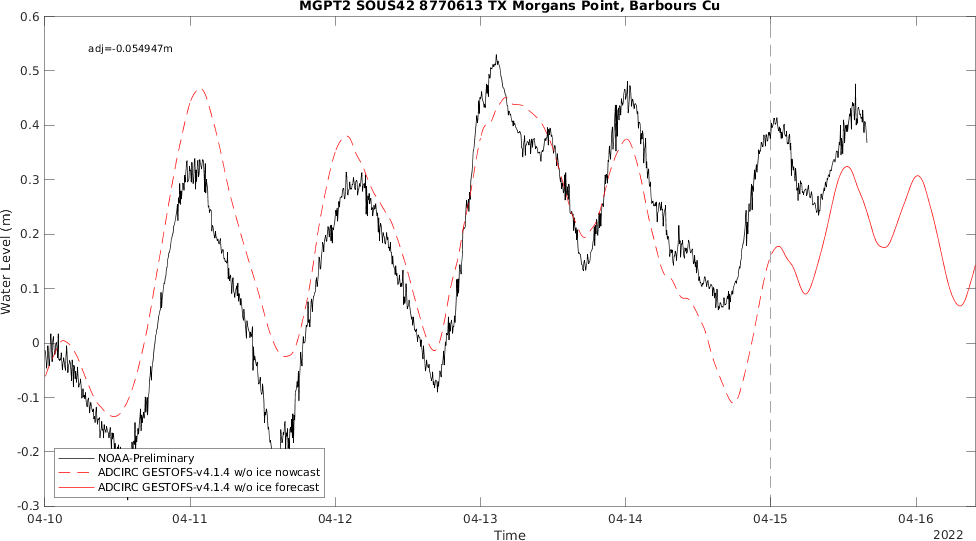 MGPT2 SOUS42 8770613 TX Morgans Point, Barbours Cu
adj=-0.054947m
0.6
0.5
0.4
0.3
0.2
0.1
0
-0.1
-0.2
-0.3
Water Level (m)
NOAA-Preliminary
ADCIRC GESTOFS-v4.1.4 w/o ice nowcast
ADCIRC GESTOFS-v4.1.4 w/o ice forecast
04-10 04-11 04-12 04-13 04-14 04-15 04-16
Time
2022